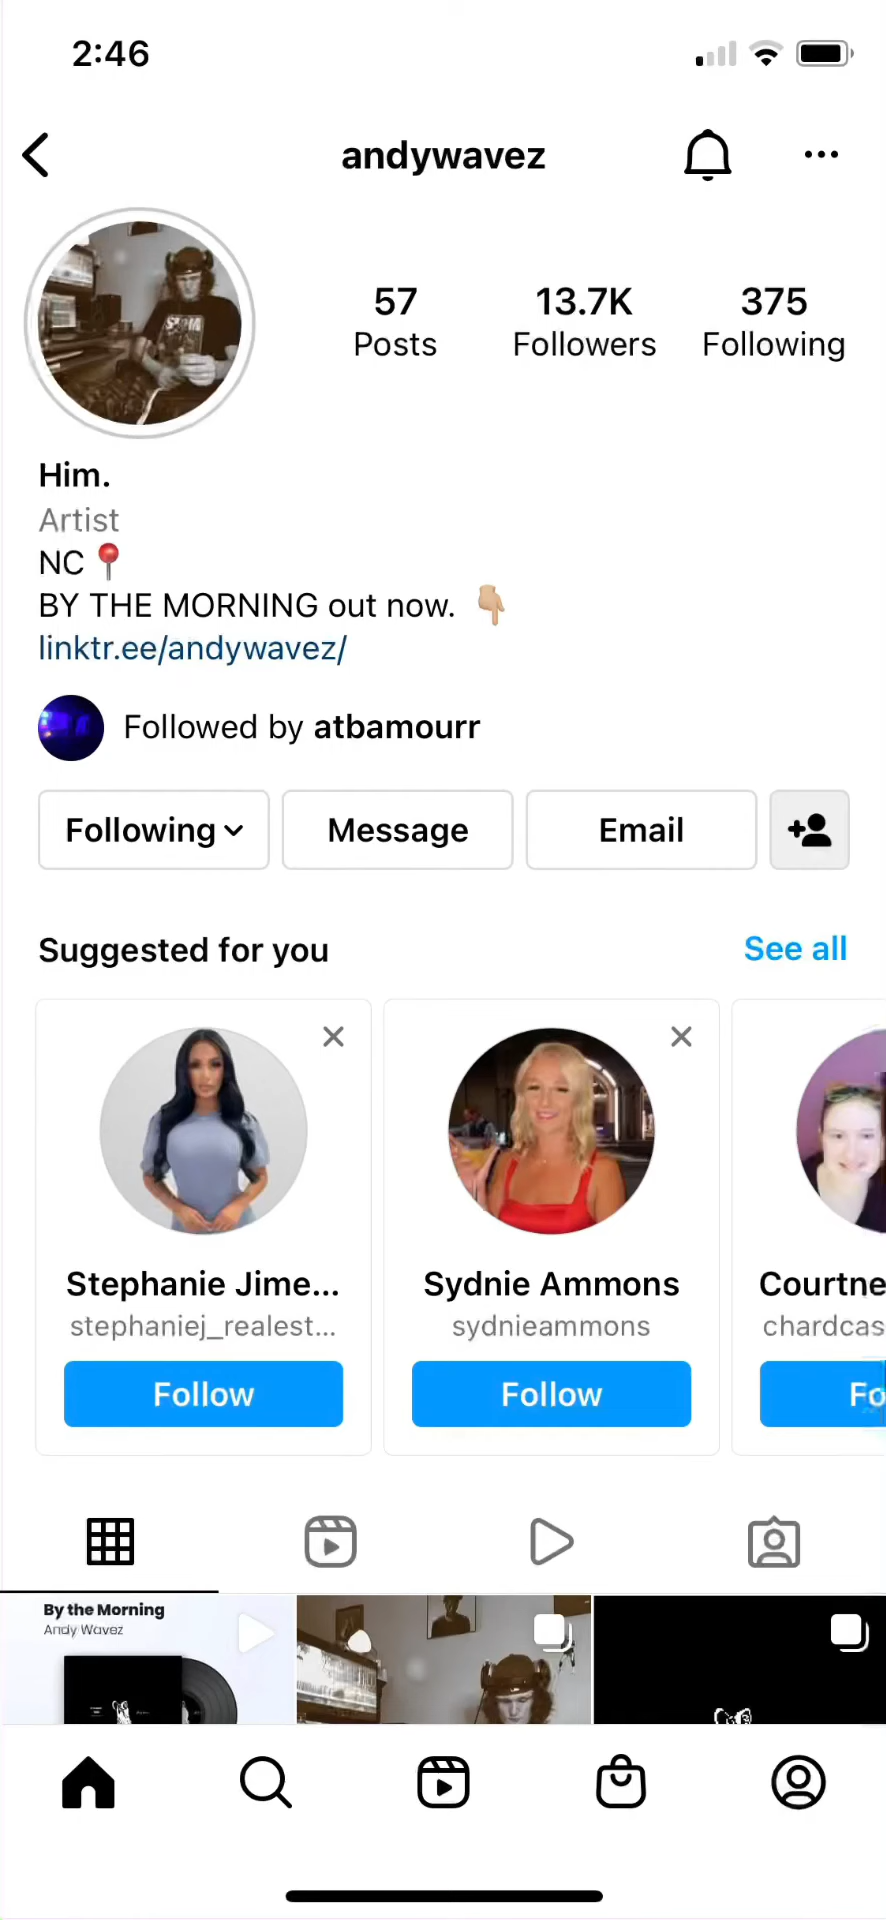 2:46
andywavez
57 13.7K 375
Posts Followers Following
Him.
Artist
NC
BY THE MORNING out now.
linktr.ee/andywavez/
Followed by atbamourr
Following Message Email
Suggested for you See all
Stephanie Jime... Sydnie Ammons Courtne
stephaniej_realest... sydnieammons chardcas
Follow Follow Fo
By the Morning
Andy Wavez